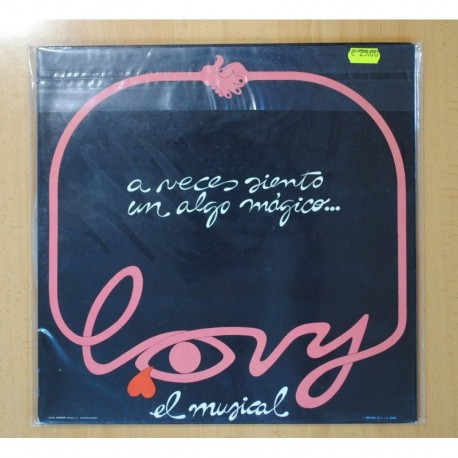 a veces siento
un algo mágico...
lovy
el musical